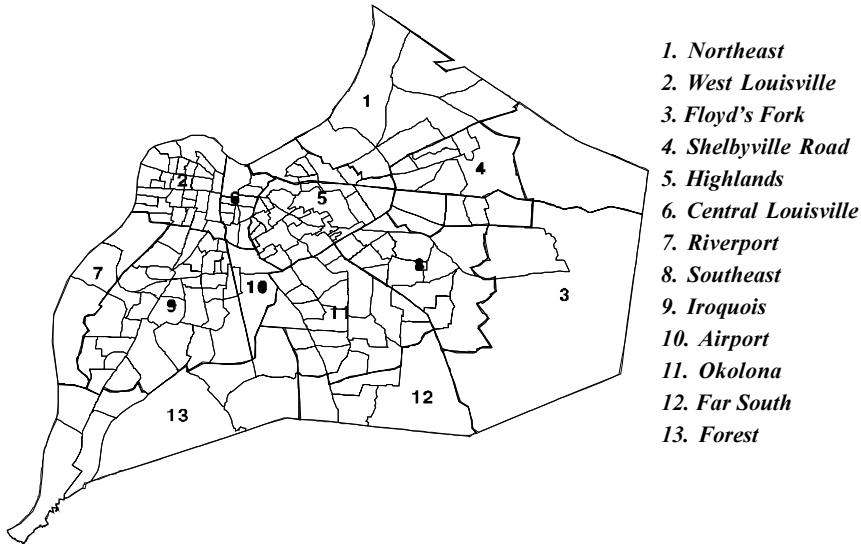 1
2
3
4
5
6
7
8
9
10
11
12
13
1. Northeast
2. West Louisville
3. Floyd's Fork
4. Shelbyville Road
5. Highlands
6. Central Louisville
7. Riverport
8. Southeast
9. Iroquois
10. Airport
11. Okolona
12. Far South
13. Forest